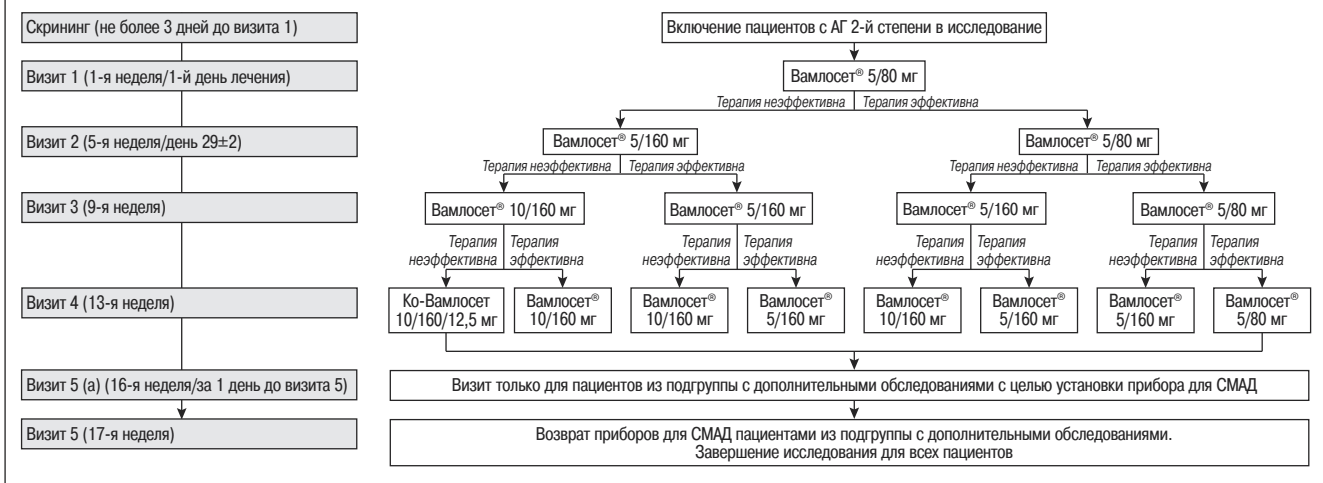 Скрининг (не более 3 дней до визита 1)
Включение пациентов с АГ 2-й степени в исследование
Визит 1 (1-я неделя/1-й день лечения)
Вамлосет® 5/80 мг
Терапия неэффективна
Терапия эффективна
Визит 2 (5-я неделя/день 29±2)
Вамлосет® 5/160 мг
Вамлосет® 5/80 мг
Терапия неэффективна
Терапия эффективна
Терапия неэффективна
Терапия эффективна
Визит 3 (9-я неделя)
Вамлосет® 10/160 мг
Вамлосет® 5/160 мг
Вамлосет® 5/160 мг
Вамлосет® 5/80 мг
Терапия
неэффективна
Терапия
эффективна
Терапия
неэффективна
Терапия
эффективна
Терапия
неэффективна
Терапия
эффективна
Терапия
неэффективна
Терапия
эффективна
Визит 4 (13-я неделя)
Ко-Вамлосет
10/160/12,5 мг
Вамлосет®
10/160 мг
Вамлосет®
10/160 мг
Вамлосет®
5/160 мг
Вамлосет®
10/160 мг
Вамлосет®
5/160 мг
Вамлосет®
5/160 мг
Вамлосет®
5/80 мг
Визит 5 (а) (16-я неделя/за 1 день до визита 5)
Визит только для пациентов из подгруппы с дополнительными обследованиями с целью установки прибора для СМАД
Визит 5 (17-я неделя)
Возврат приборов для СМАД пациентами из подгруппы с дополнительными обследованиями.
Завершение исследования для всех пациентов